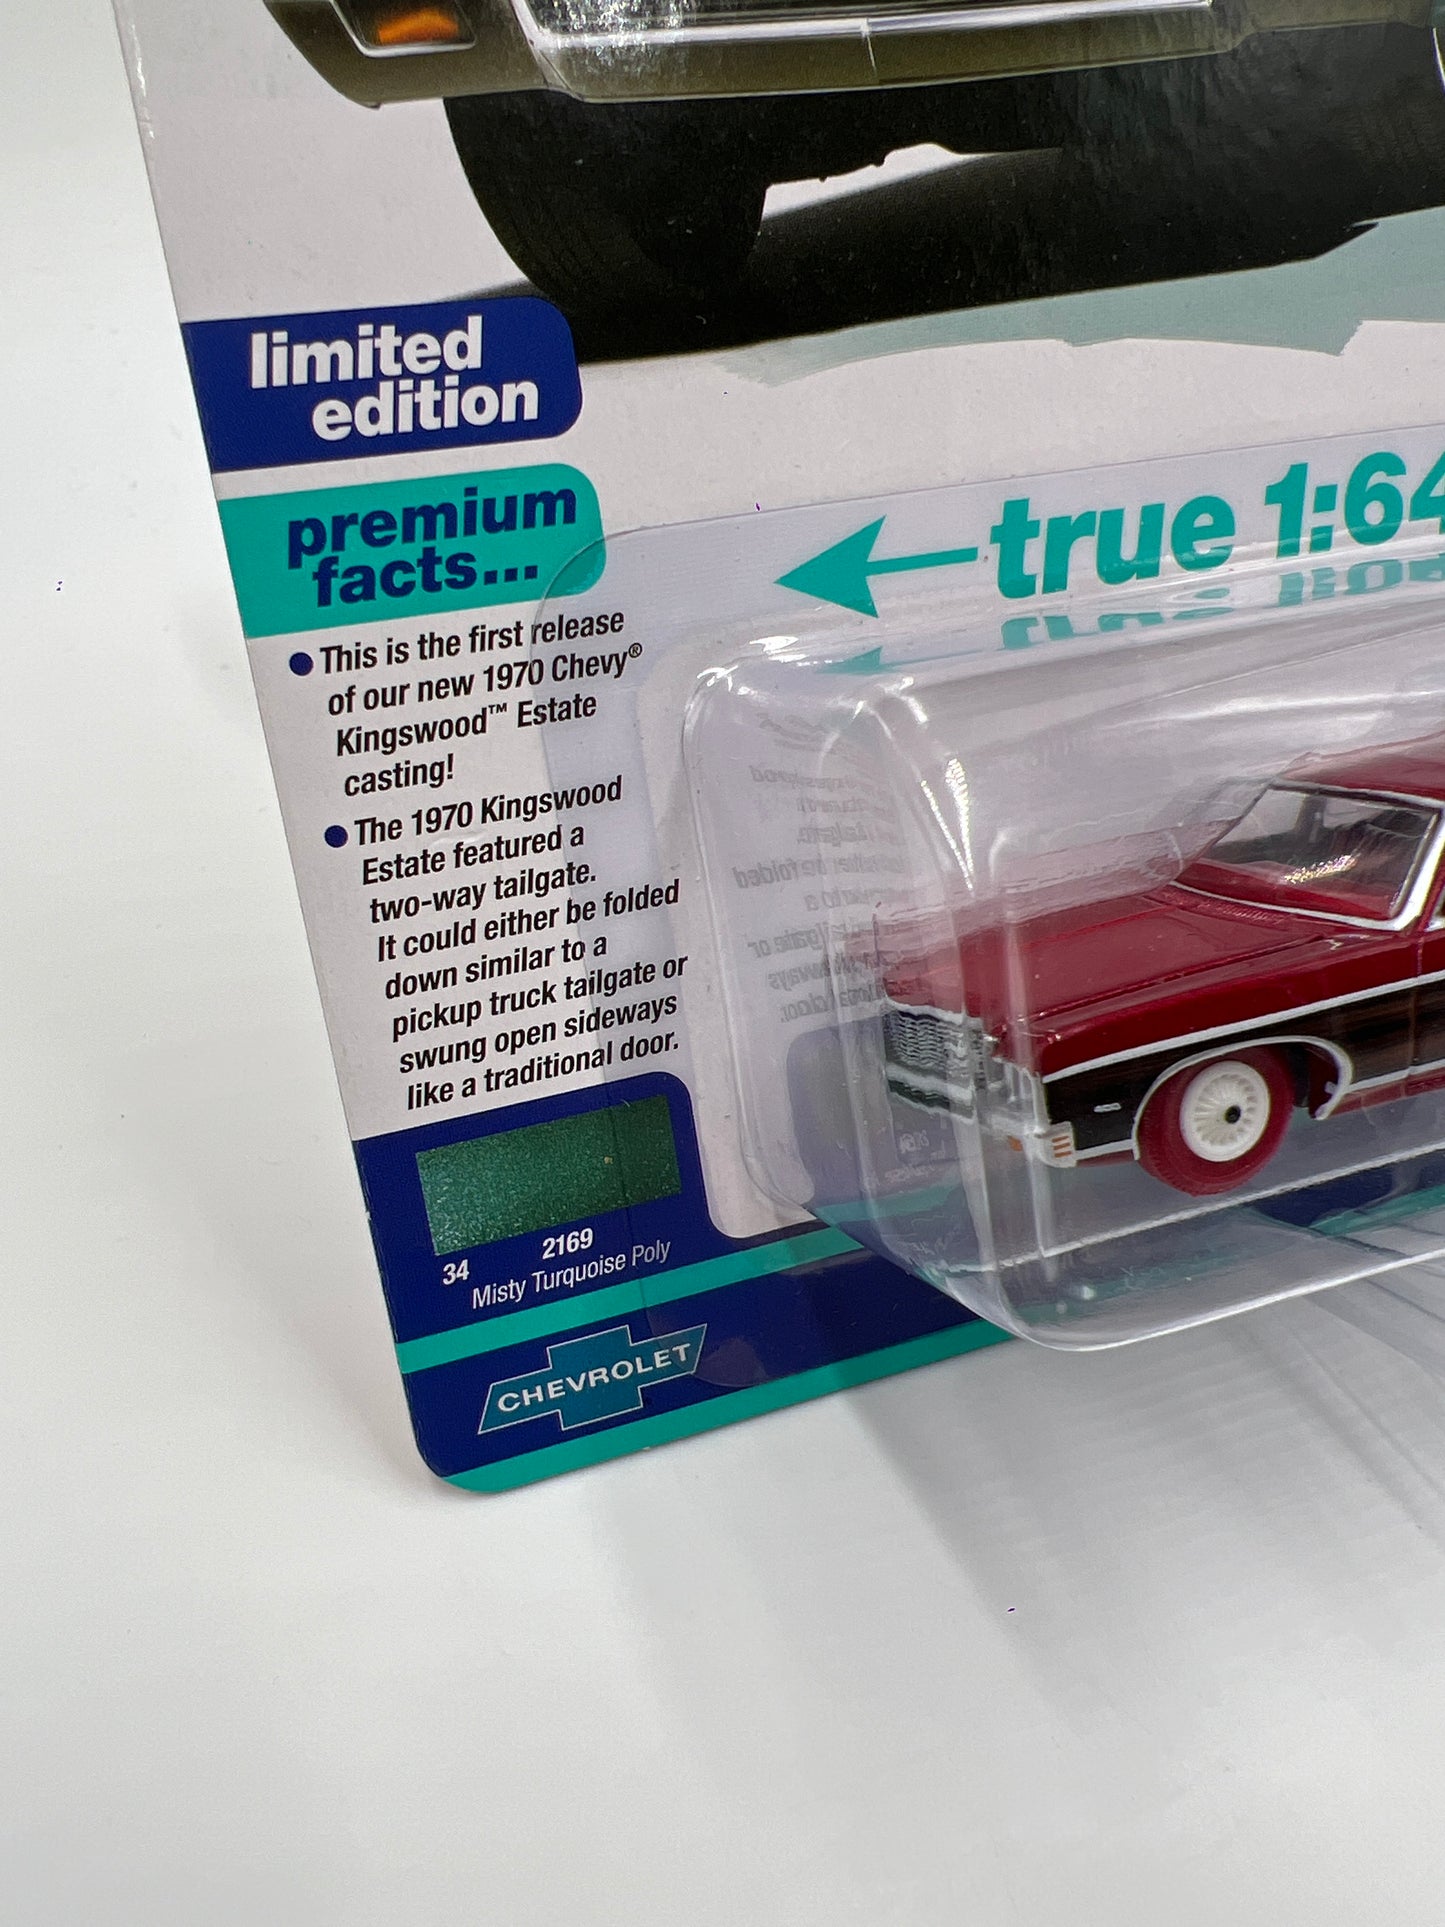 limited
edition
premium
facts...
true 1:64
• This is the first release
of our new 1970 Chevy®
Kingswood™ Estate
casting!
• The 1970 Kingswood
Estate featured a
two-way tailgate.
It could either be folded
down similar to a
pickup truck tailgate or
swung open sideways
like a traditional door.
34 2169
Misty Turquoise Poly
CHEVROLET
400